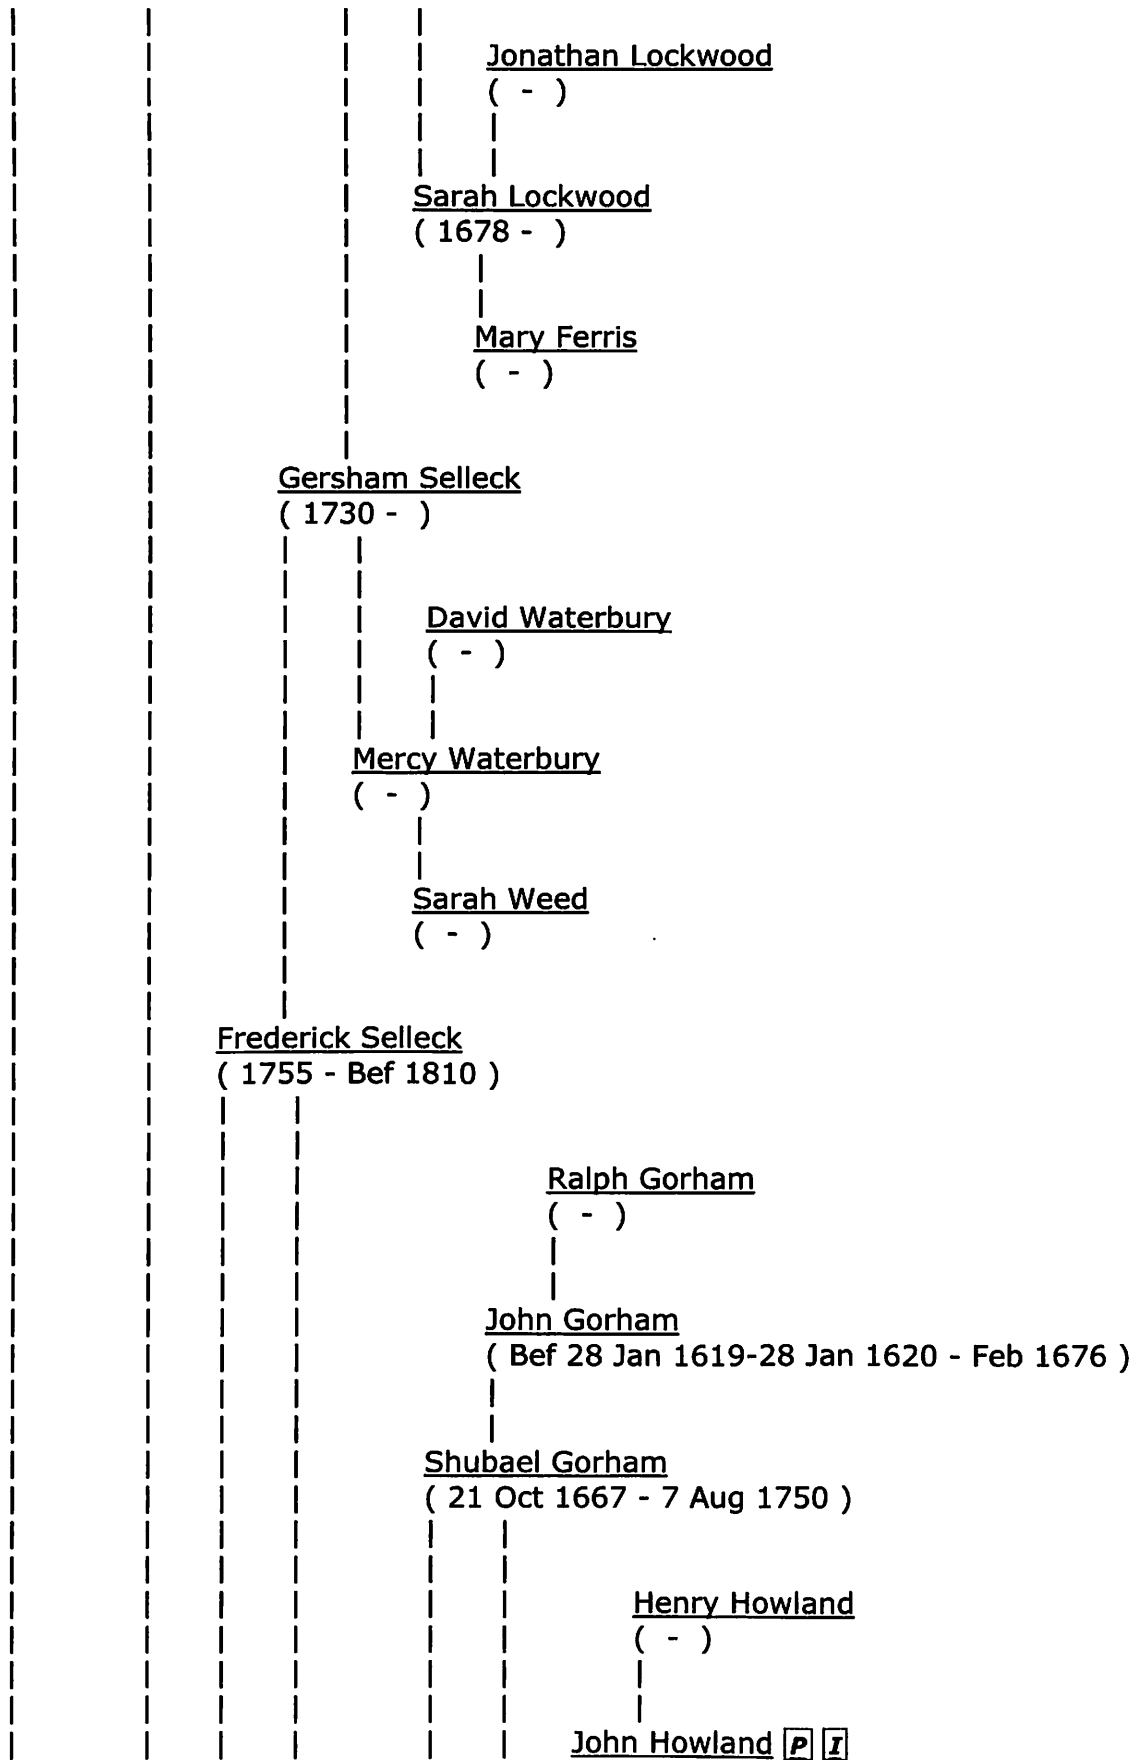 Jonathan Lockwood
( - )
Sarah Lockwood
( 1678 - )
Mary Ferris
( - )
Gersham Selleck
( 1730 - )
David Waterbury
( - )
Mercy Waterbury
( - )
Sarah Weed
( - )
Frederick Selleck
( 1755 - Bef 1810 )
Ralph Gorham
( - )
John Gorham
( Bef 28 Jan 1619-28 Jan 1620 - Feb 1676 )
Shubael Gorham
( 21 Oct 1667 - 7 Aug 1750 )
Henry Howland
( - )
John Howland P I